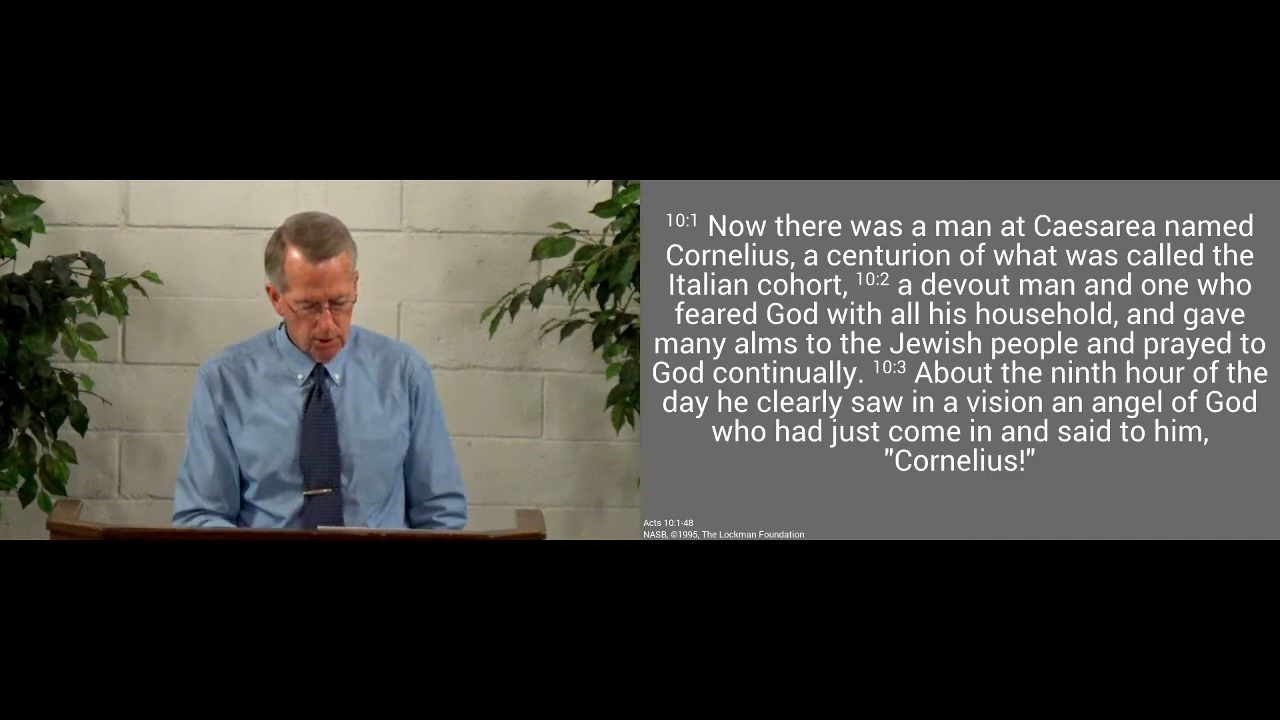 10:1 Now there was a man at Caesarea named
Cornelius, a centurion of what was called the
Italian cohort, 10:2 a devout man and one who
feared God with all his household, and gave
many alms to the Jewish people and prayed to
God continually. 10:3 About the ninth hour of the
day he clearly saw in a vision an angel of God
who had just come in and said to him,
"Cornelius!"
Acts 10:1-48
NASB, ©1995, The Lockman Foundation